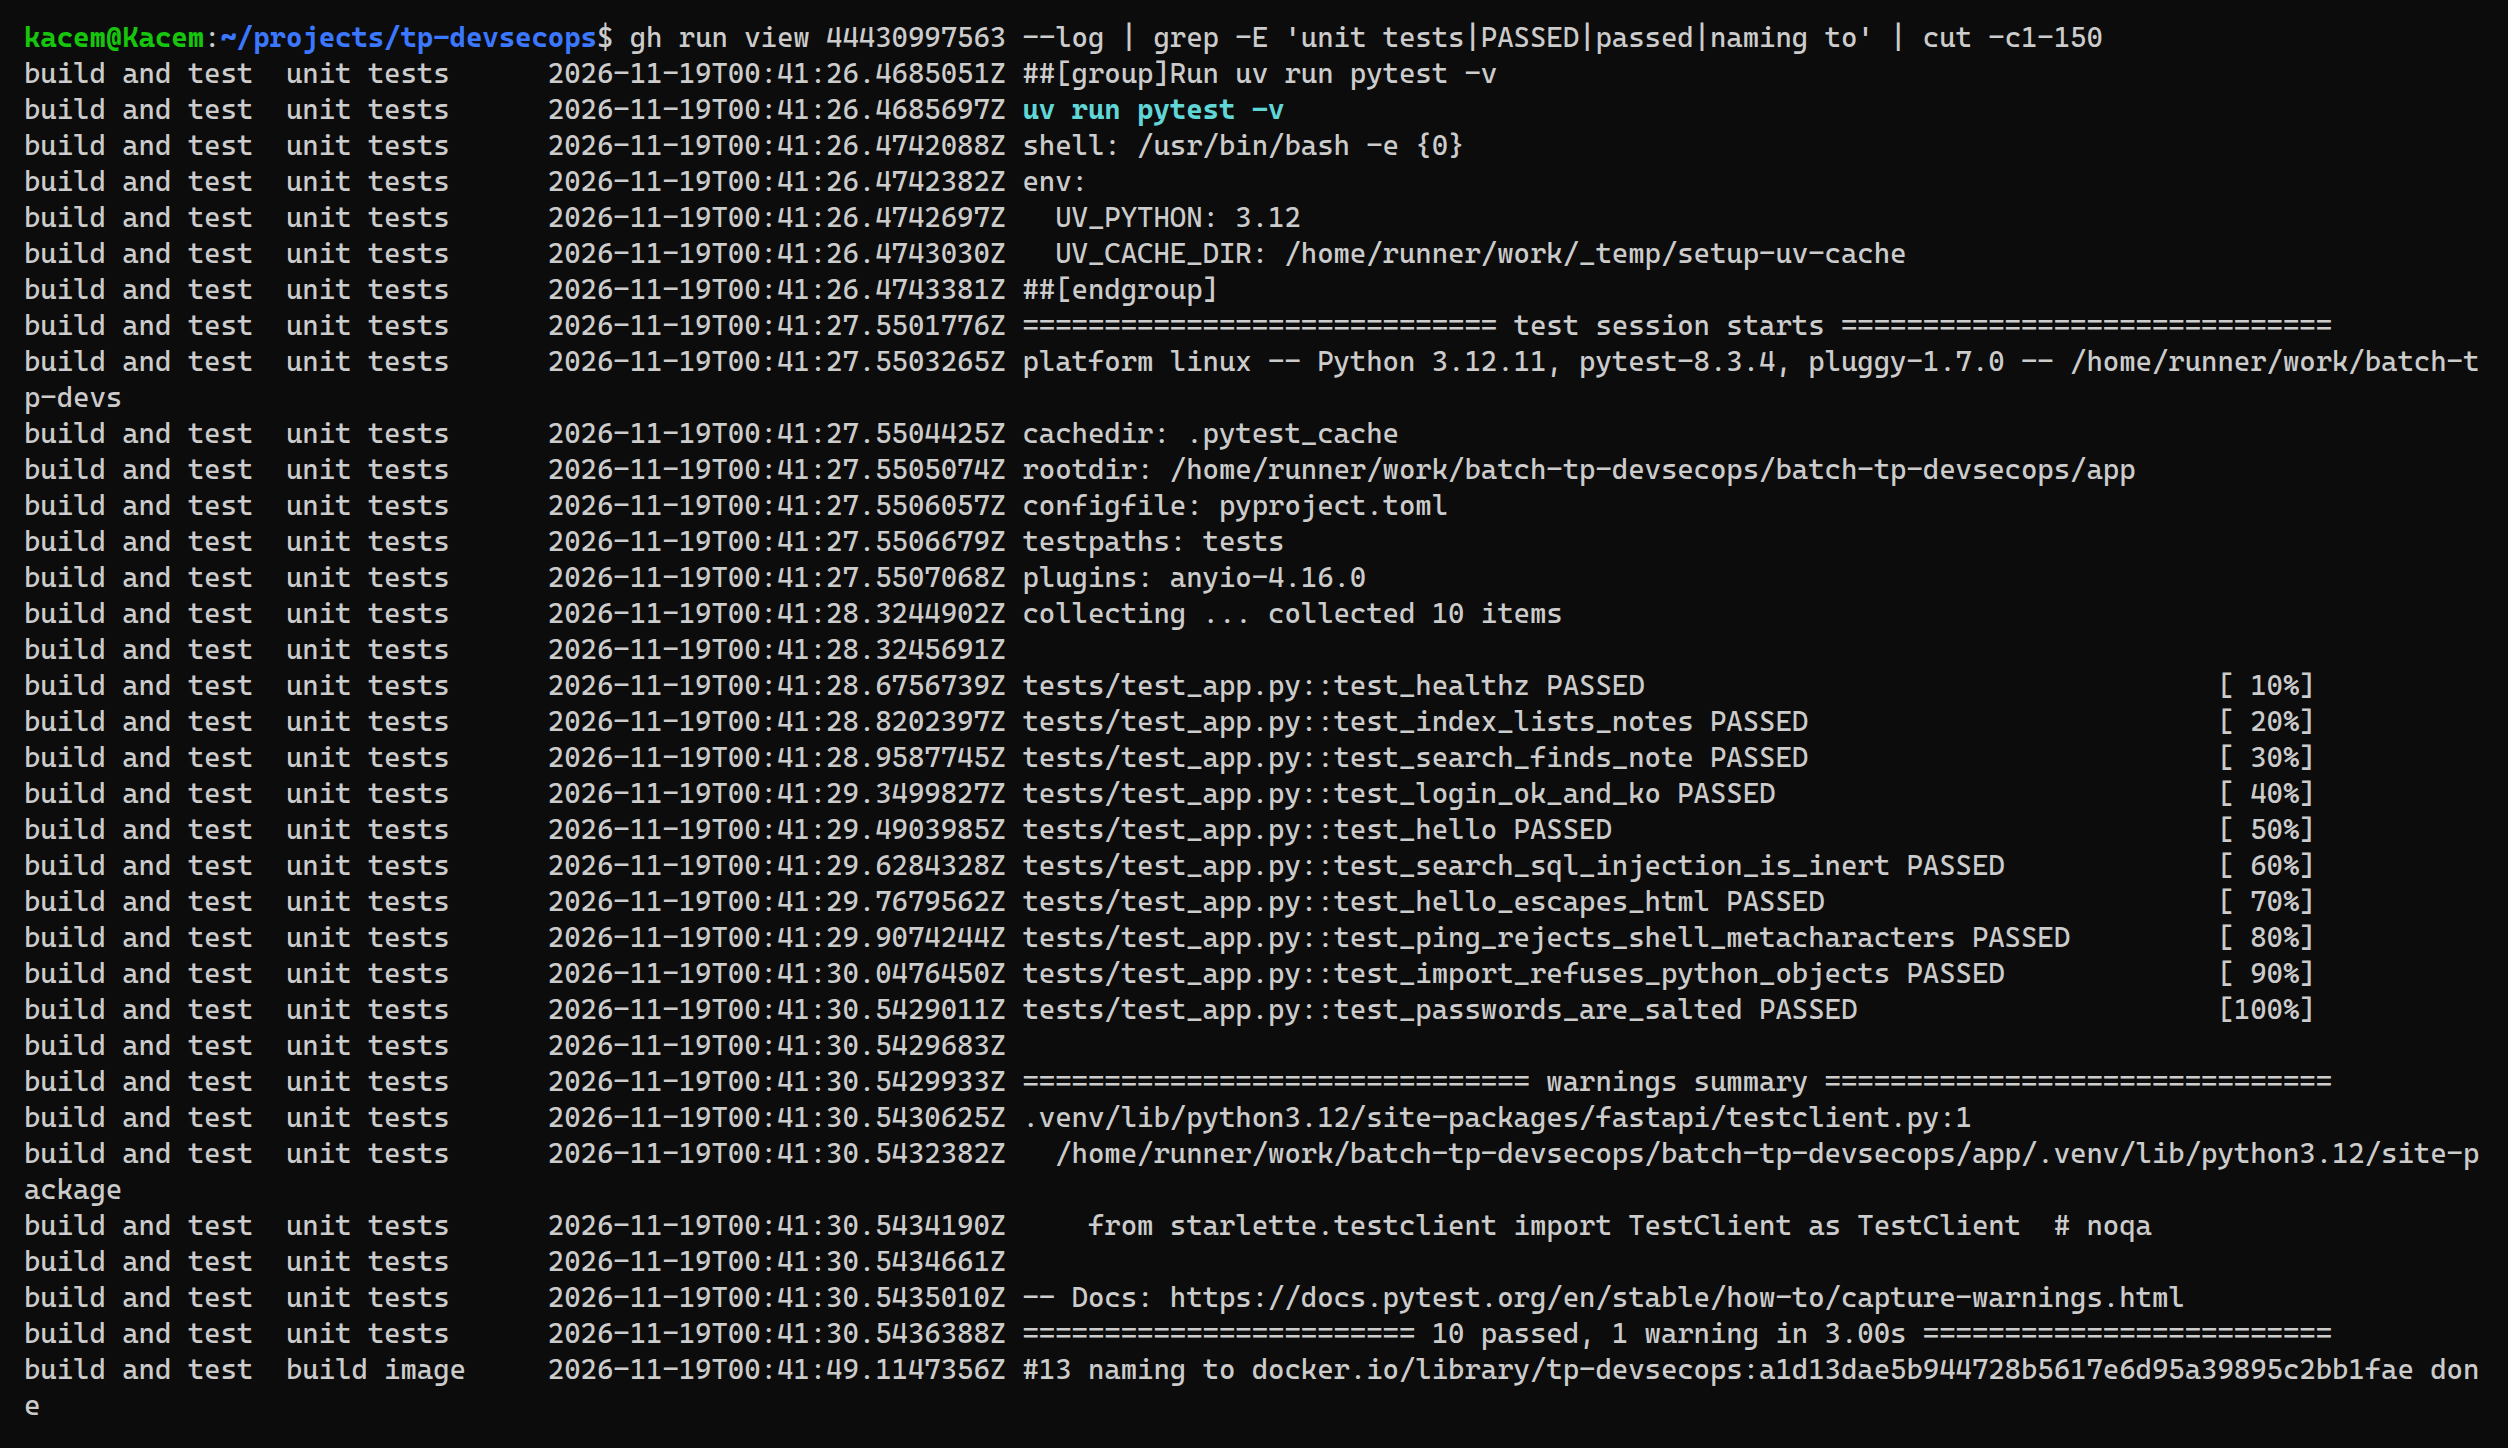 kacem@Kacem:~/projects/tp-devsecops$ gh run view 44430997563 --log | grep -E 'unit tests|PASSED|passed|naming to' | cut -c1-150
build and test  unit tests      2026-11-19T00:41:26.4685051Z ##[group]Run uv run pytest -v
build and test  unit tests      2026-11-19T00:41:26.4685697Z uv run pytest -v
build and test  unit tests      2026-11-19T00:41:26.4742088Z shell: /usr/bin/bash -e {0}
build and test  unit tests      2026-11-19T00:41:26.4742382Z env:
build and test  unit tests      2026-11-19T00:41:26.4742697Z   UV_PYTHON: 3.12
build and test  unit tests      2026-11-19T00:41:26.4743030Z   UV_CACHE_DIR: /home/runner/work/_temp/setup-uv-cache
build and test  unit tests      2026-11-19T00:41:26.4743381Z ##[endgroup]
build and test  unit tests      2026-11-19T00:41:27.5501776Z ============================= test session starts ==============================
build and test  unit tests      2026-11-19T00:41:27.5503265Z platform linux -- Python 3.12.11, pytest-8.3.4, pluggy-1.7.0 -- /home/runner/work/batch-t
p-devs
build and test  unit tests      2026-11-19T00:41:27.5504425Z cachedir: .pytest_cache
build and test  unit tests      2026-11-19T00:41:27.5505074Z rootdir: /home/runner/work/batch-tp-devsecops/batch-tp-devsecops/app
build and test  unit tests      2026-11-19T00:41:27.5506057Z configfile: pyproject.toml
build and test  unit tests      2026-11-19T00:41:27.5506679Z testpaths: tests
build and test  unit tests      2026-11-19T00:41:27.5507068Z plugins: anyio-4.16.0
build and test  unit tests      2026-11-19T00:41:28.3244902Z collecting ... collected 10 items
build and test  unit tests      2026-11-19T00:41:28.3245691Z
build and test  unit tests      2026-11-19T00:41:28.6756739Z tests/test_app.py::test_healthz PASSED                                   [ 10%]
build and test  unit tests      2026-11-19T00:41:28.8202397Z tests/test_app.py::test_index_lists_notes PASSED                         [ 20%]
build and test  unit tests      2026-11-19T00:41:28.9587745Z tests/test_app.py::test_search_finds_note PASSED                         [ 30%]
build and test  unit tests      2026-11-19T00:41:29.3499827Z tests/test_app.py::test_login_ok_and_ko PASSED                           [ 40%]
build and test  unit tests      2026-11-19T00:41:29.4903985Z tests/test_app.py::test_hello PASSED                                     [ 50%]
build and test  unit tests      2026-11-19T00:41:29.6284328Z tests/test_app.py::test_search_sql_injection_is_inert PASSED             [ 60%]
build and test  unit tests      2026-11-19T00:41:29.7679562Z tests/test_app.py::test_hello_escapes_html PASSED                        [ 70%]
build and test  unit tests      2026-11-19T00:41:29.9074244Z tests/test_app.py::test_ping_rejects_shell_metacharacters PASSED         [ 80%]
build and test  unit tests      2026-11-19T00:41:30.0476450Z tests/test_app.py::test_import_refuses_python_objects PASSED             [ 90%]
build and test  unit tests      2026-11-19T00:41:30.5429011Z tests/test_app.py::test_passwords_are_salted PASSED                      [100%]
build and test  unit tests      2026-11-19T00:41:30.5429683Z
build and test  unit tests      2026-11-19T00:41:30.5429933Z =============================== warnings summary ===============================
build and test  unit tests      2026-11-19T00:41:30.5430625Z .venv/lib/python3.12/site-packages/fastapi/testclient.py:1
build and test  unit tests      2026-11-19T00:41:30.5432382Z   /home/runner/work/batch-tp-devsecops/batch-tp-devsecops/app/.venv/lib/python3.12/site-p
ackage
build and test  unit tests      2026-11-19T00:41:30.5434190Z     from starlette.testclient import TestClient as TestClient  # noqa
build and test  unit tests      2026-11-19T00:41:30.5434661Z
build and test  unit tests      2026-11-19T00:41:30.5435010Z -- Docs: https://docs.pytest.org/en/stable/how-to/capture-warnings.html
build and test  unit tests      2026-11-19T00:41:30.5436388Z ======================== 10 passed, 1 warning in 3.00s =========================
build and test  build image     2026-11-19T00:41:49.1147356Z #13 naming to docker.io/library/tp-devsecops:a1d13dae5b944728b5617e6d95a39895c2bb1fae don
e